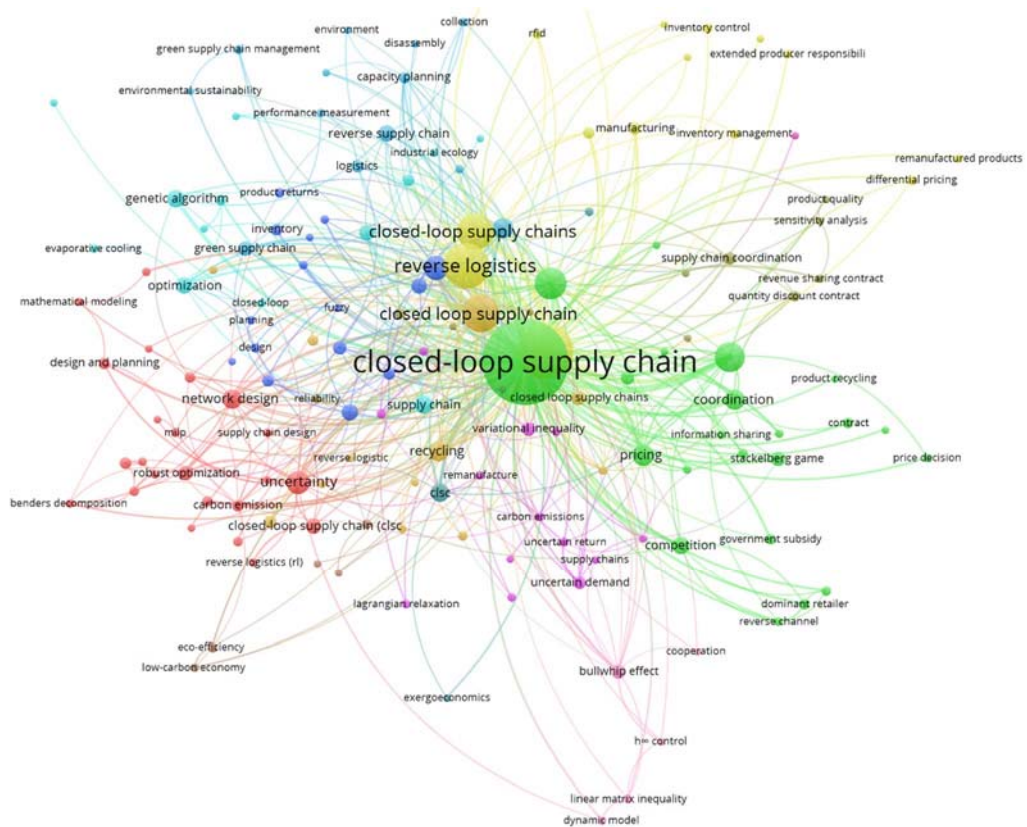 collection
environment
rfid
inventory control
green supply chain management
disassembly
extended producer responsibili
capacity planning
environmental sustainability
performance measurement
reverse supply chain
manufacturing
inventory management
industrial ecology
remanufactured products
logistics
differential pricing
product returns
genetic algorithm
product quality
sensitivity analysis
inventory
closed-loop supply chains
evaporative cooling
green supply chain
supply chain coordination
reverse logistics
optimization
revenue sharing contract
quantity discount contract
mathematical modeling
closed-loop
fuzzy
closed loop supply chain
planning
design
design and planning
closed-loop supply chain
product recycling
network design
reliability
supply chain
closed loop supply chains
coordination
milp
supply chain design
variational inequality
information sharing
contract
recycling
pricing
stackelberg game
price decision
reverse logistic
robust optimization
uncertainty
remanufacture
clsc
benders decomposition
carbon emission
carbon emissions
closed-loop supply chain (clsc
uncertain return
competition
government subsidy
reverse logistics (rl)
supply chains
uncertain demand
lagrangian relaxation
dominant retailer
reverse channel
eco-efficiency
cooperation
low-carbon economy
bullwhip effect
exergoeconomics
h∞ control
linear matrix inequality
dynamic model